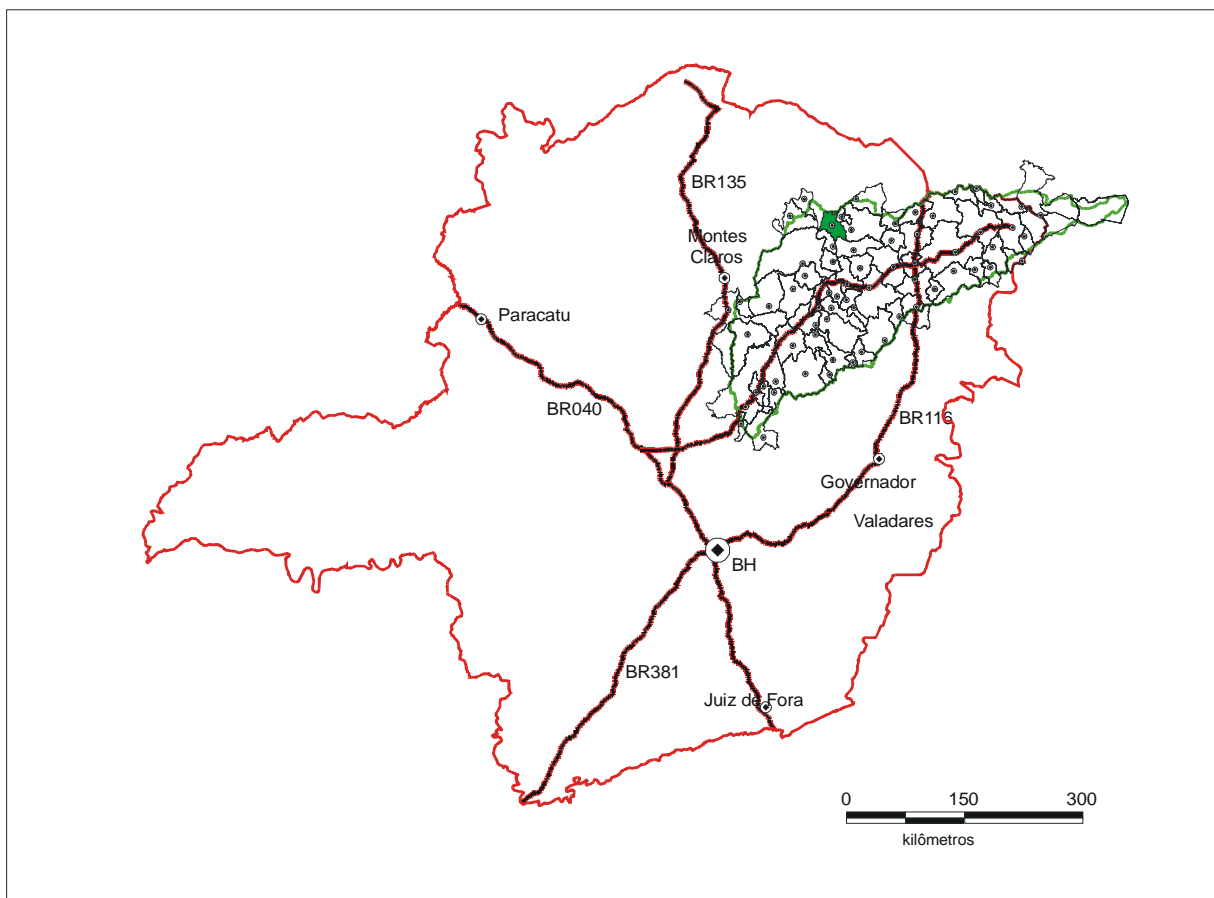 BR135
Montes
Claros
Paracatu
BR040
BR116
Governador
Valadares
BH
BR381
Juiz de Fora
0 150 300
kilômetros